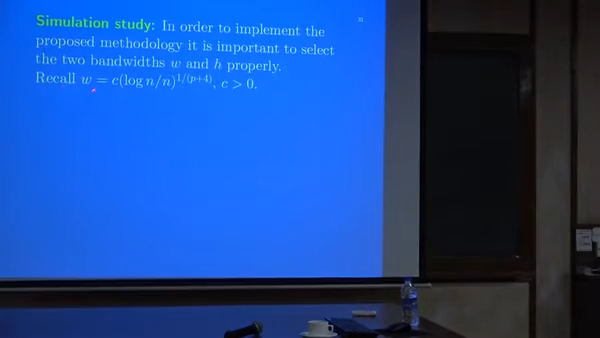 Simulation study: In order to implement the
proposed methodology it is important to select
the two bandwidths w and h properly.
Recall w = c(log n/n)^{1/(p+4)}, c > 0.